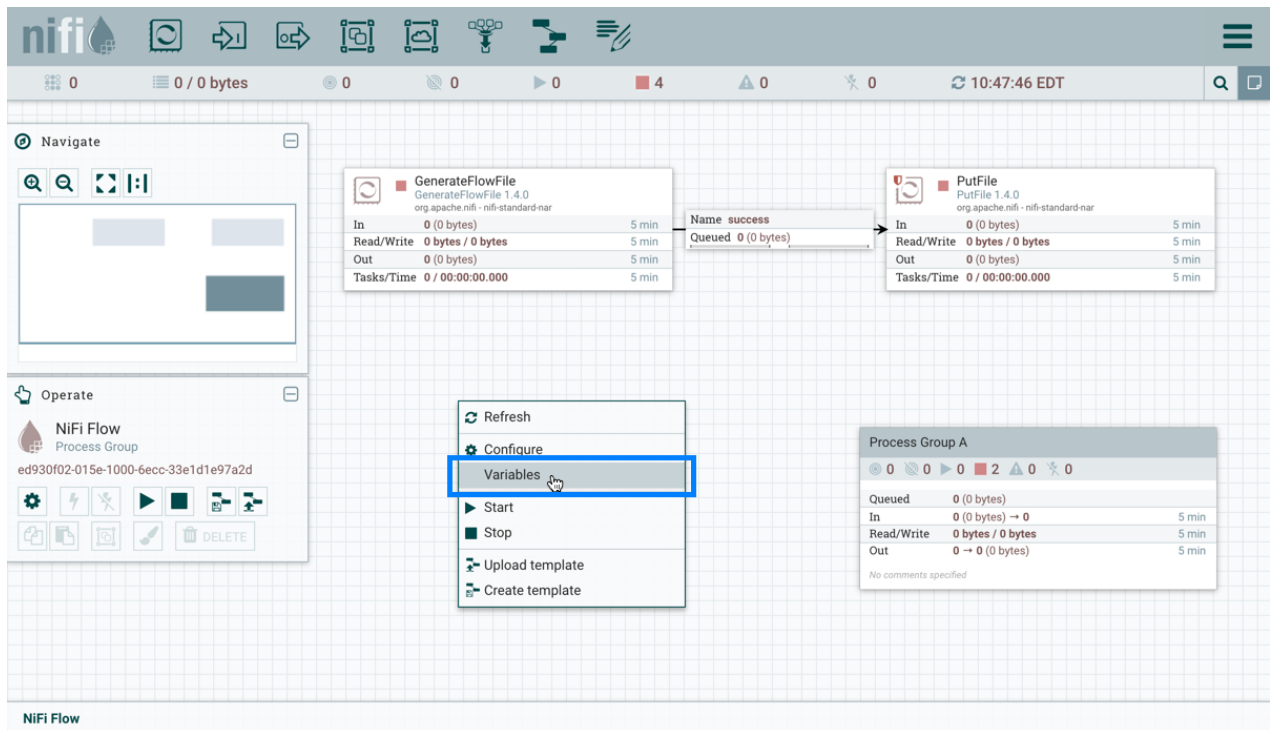 nifi
0
0 / 0 bytes
0
0
0
4
0
0
10:47:46 EDT
Navigate
Operate
NiFi Flow
Process Group
ed930f02-015e-1000-6ecc-33e1d1e97a2d
DELETE
GenerateFlowFile
GenerateFlowFile 1.4.0
org.apache.nifi - nifi-standard-nar
In 0 (0 bytes) 5 min
Read/Write 0 bytes / 0 bytes 5 min
Out 0 (0 bytes) 5 min
Tasks/Time 0 / 00:00:00.000 5 min
Name success
Queued 0 (0 bytes)
PutFile
PutFile 1.4.0
org.apache.nifi - nifi-standard-nar
In 0 (0 bytes) 5 min
Read/Write 0 bytes / 0 bytes 5 min
Out 0 (0 bytes) 5 min
Tasks/Time 0 / 00:00:00.000 5 min
Refresh
Configure
Variables
Start
Stop
Upload template
Create template
Process Group A
0 0 0 2 0 0
Queued 0 (0 bytes)
In 0 (0 bytes) → 0 5 min
Read/Write 0 bytes / 0 bytes 5 min
Out 0 → 0 (0 bytes) 5 min
No comments specified
NiFi Flow